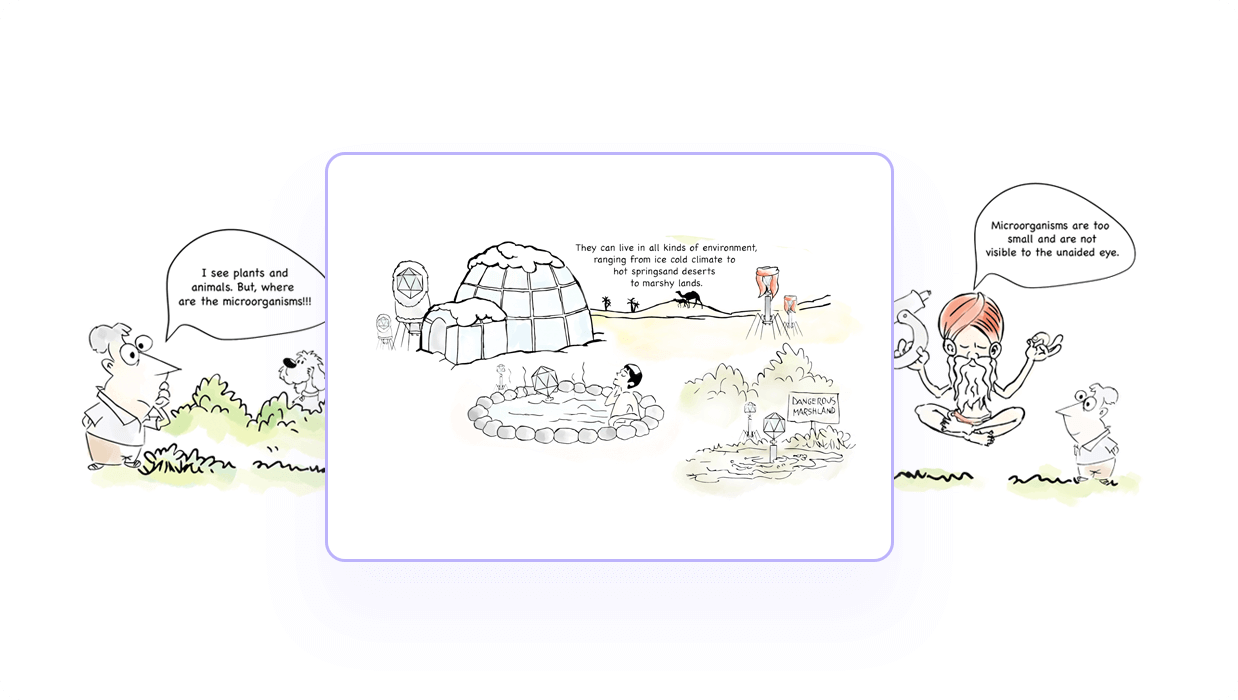 I see plants and
animals. But, where
are the microorganisms!!!
They can live in all kinds of environment,
ranging from ice cold climate to
hot springsand deserts
to marshy lands.
DANGEROUS
MARSHLAND
Microorganisms are too
small and are not
visible to the unaided eye.